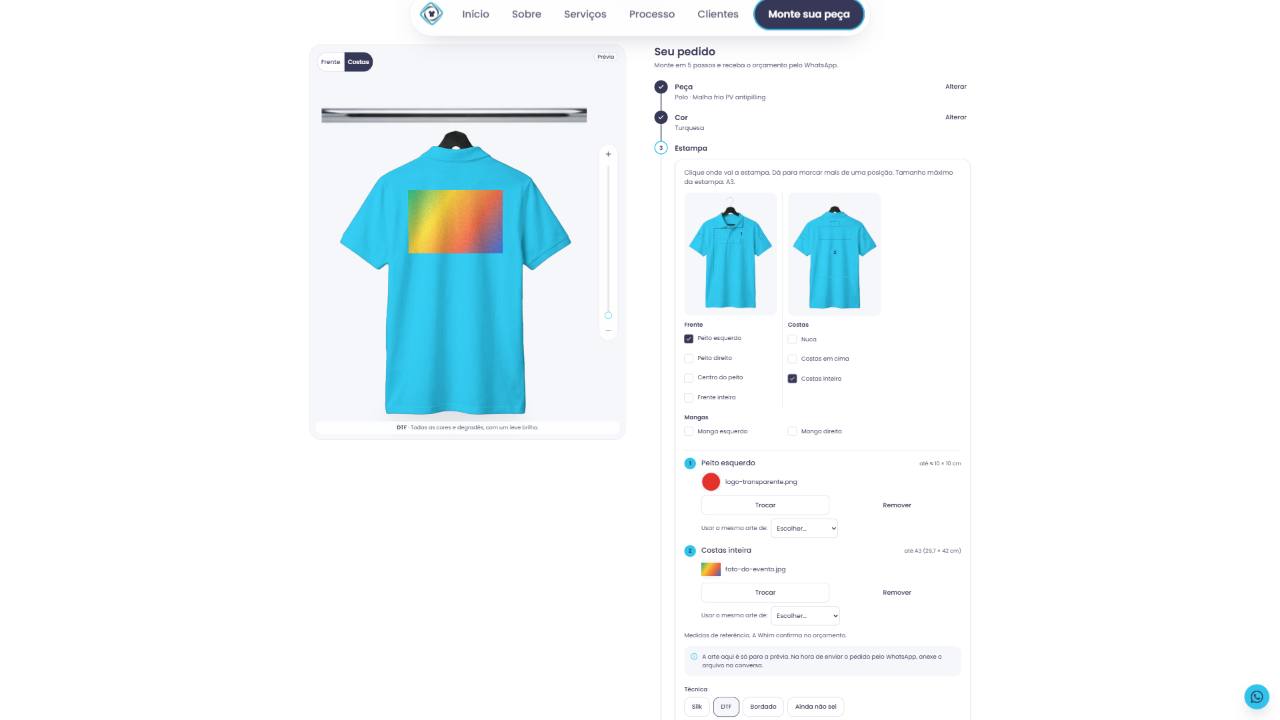 Início
Sobre
Serviços
Processo
Clientes
Monte sua peça
Frente
Costas
Prévia
DTF · Todas as cores e degradês, com um leve brilho.
Seu pedido
Monte em 5 passos e receba o orçamento pelo WhatsApp.
Peça
Alterar
Polo · Malha fria PV antipilling
Cor
Alterar
Turquesa
3
Estampa
Clique onde vai a estampa. Dá para marcar mais de uma posição. Tamanho máximo
da estampa: A3.
Frente
Peito esquerdo
Peito direito
Centro do peito
Frente inteira
Costas
Nuca
Costas em cima
Costas inteira
Mangas
Manga esquerda
Manga direita
1
Peito esquerdo
até ≈ 10 × 10 cm
logo-transparente.png
Trocar
Remover
Usar a mesma arte de:
Escolher...
2
Costas inteira
até A3 (29,7 × 42 cm)
foto-do-evento.jpg
Trocar
Remover
Usar a mesma arte de:
Escolher...
Medidas de referência. A Whim confirma no orçamento.
A arte aqui é só para a prévia. Na hora de enviar o pedido pelo WhatsApp, anexe o
arquivo na conversa.
Técnica
Silk
DTF
Bordado
Ainda não sei